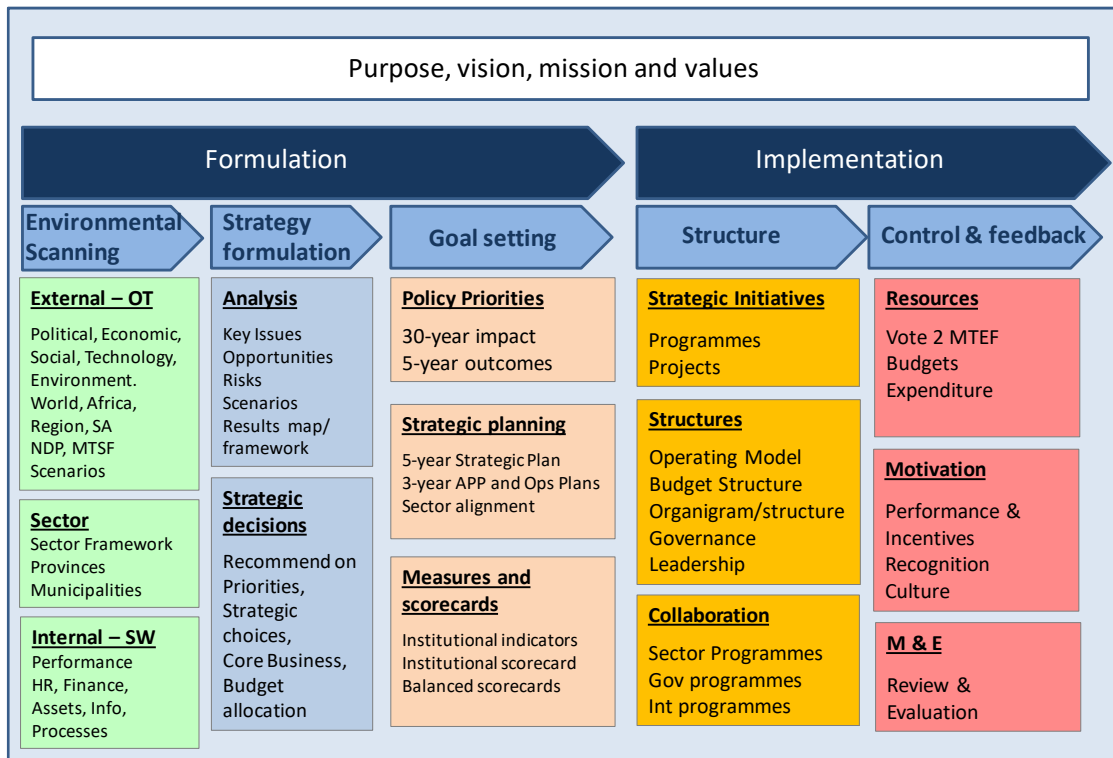 Purpose, vision, mission and values
Formulation
Implementation
Environmental
Scanning
Strategy
formulation
Goal setting
Structure
Control & feedback
External – OT
Political, Economic,
Social, Technology,
Environment.
World, Africa,
Region, SA
NDP, MTSF
Scenarios
Sector
Sector Framework
Provinces
Municipalities
Internal – SW
Performance
HR, Finance,
Assets, Info,
Processes
Analysis
Key Issues
Opportunities
Risks
Scenarios
Results map/
framework
Strategic
decisions
Recommend on
Priorities,
Strategic
choices,
Core Business,
Budget
allocation
Policy Priorities
30-year impact
5-year outcomes
Strategic planning
5-year Strategic Plan
3-year APP and Ops Plans
Sector alignment
Measures and
scorecards
Institutional indicators
Institutional scorecard
Balanced scorecards
Strategic Initiatives
Programmes
Projects
Structures
Operating Model
Budget Structure
Organigram/structure
Governance
Leadership
Collaboration
Sector Programmes
Gov programmes
Int programmes
Resources
Vote 2 MTEF
Budgets
Expenditure
Motivation
Performance &
Incentives
Recognition
Culture
M & E
Review &
Evaluation